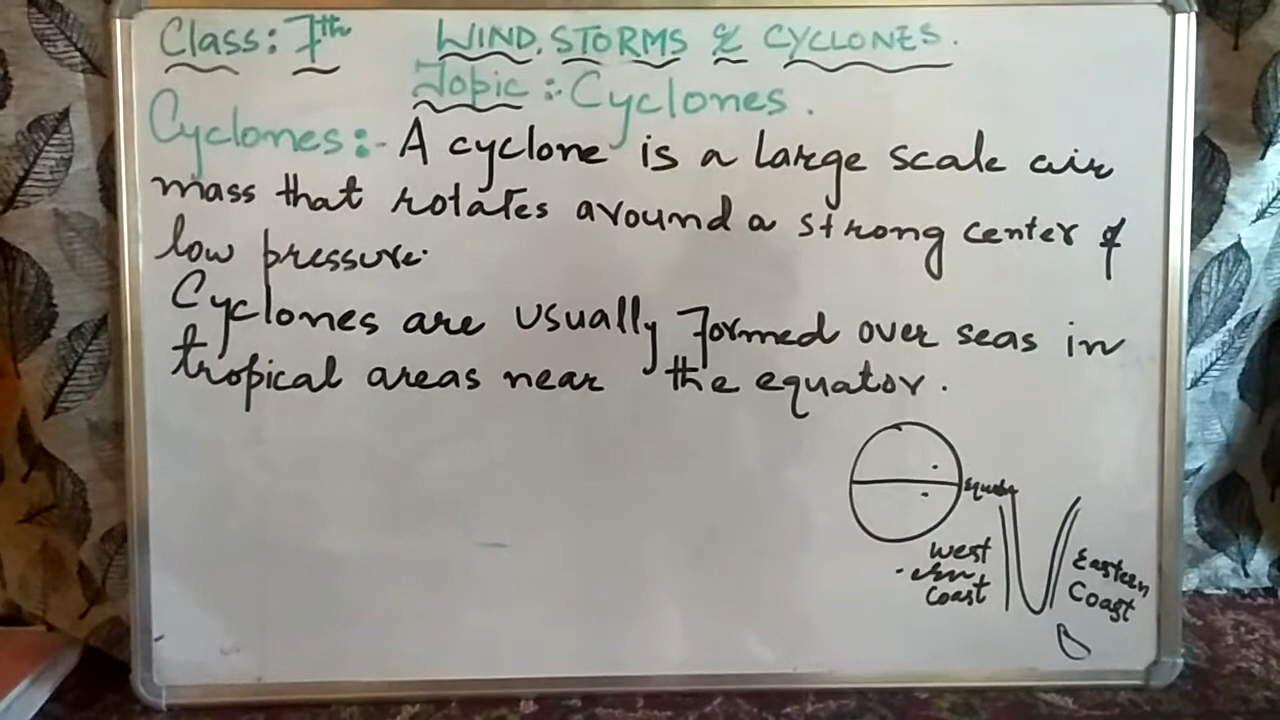 Class: 7th WIND, STORMS & CYCLONES.
Topic :- Cyclones.
Cyclones :- A cyclone is a large scale air
mass that rotates around a strong center of
low pressure.
Cyclones are usually formed over seas in
tropical areas near the equator.
Equator
West
-ern
Coast
Eastern
Coast